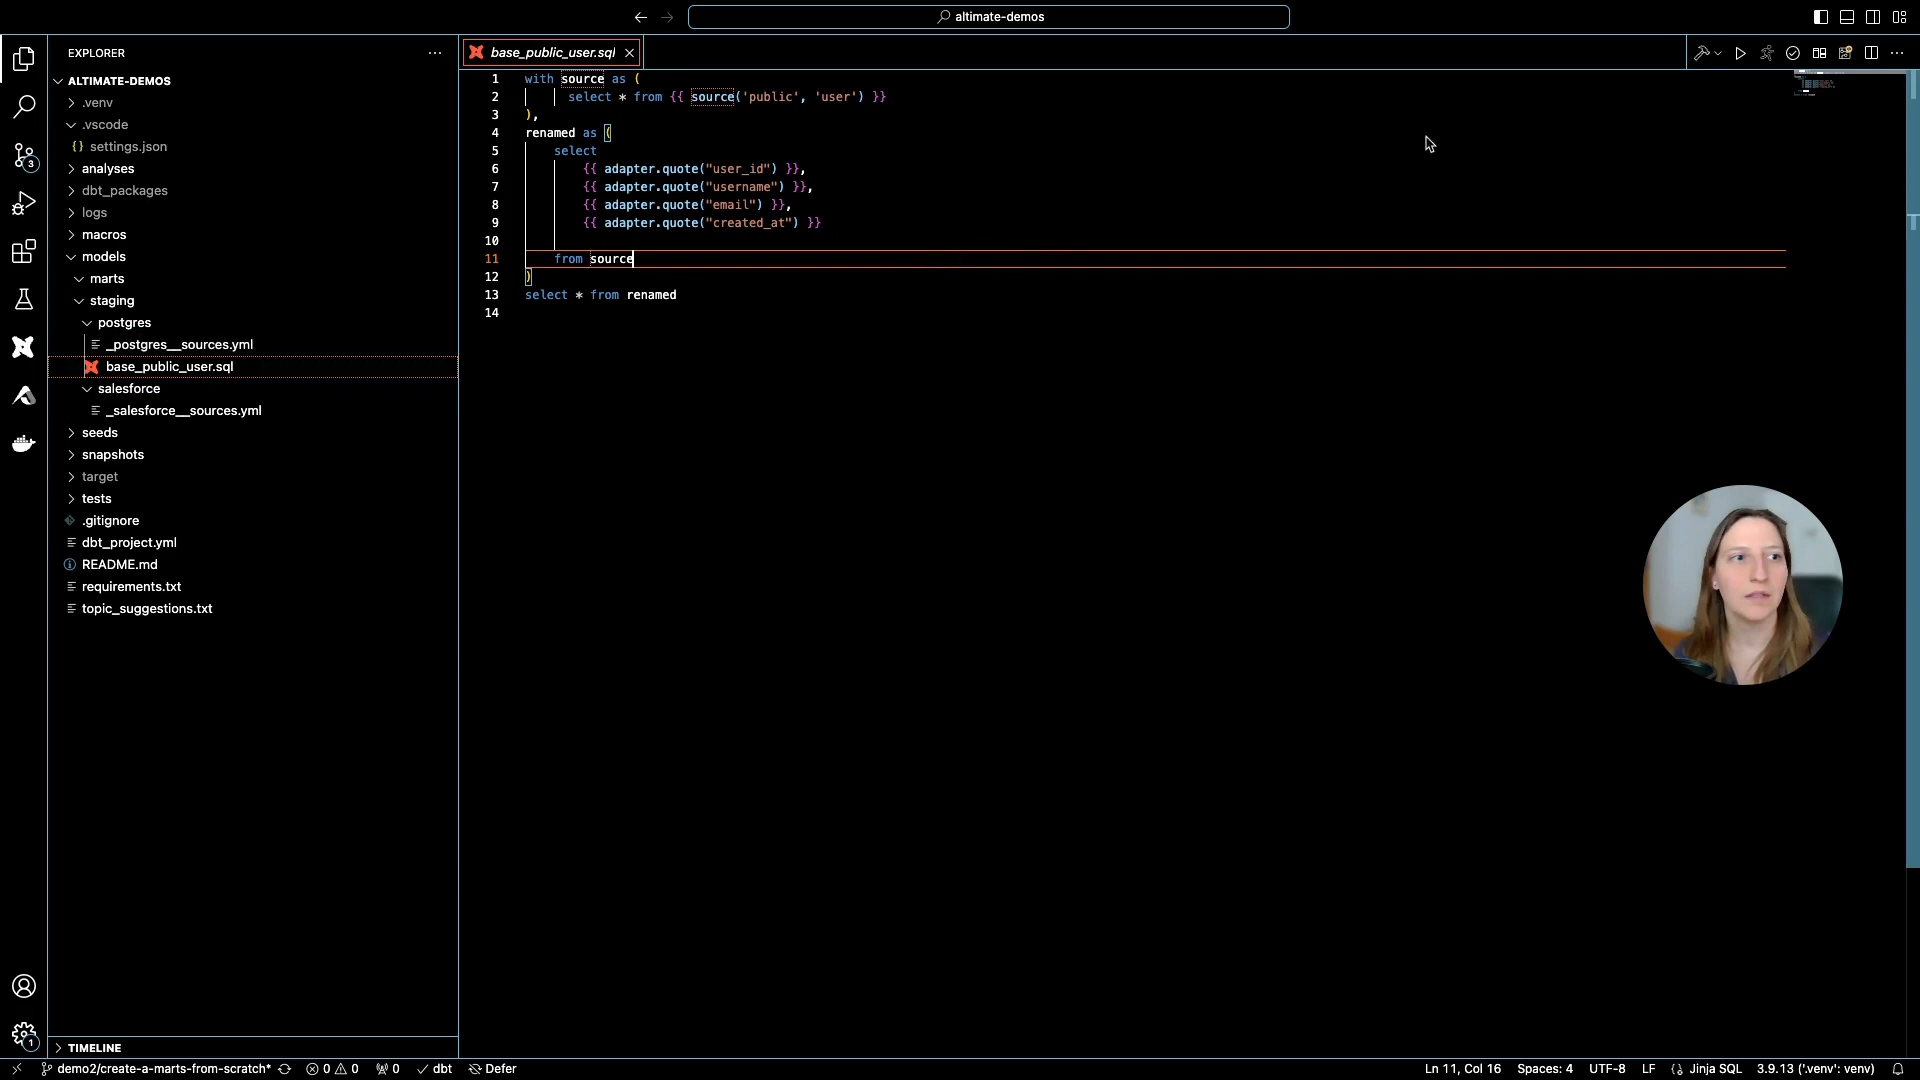 altimate-demos
EXPLORER
ALTIMATE-DEMOS
.venv
.vscode
settings.json
analyses
dbt_packages
logs
macros
models
marts
staging
postgres
_postgres__sources.yml
base_public_user.sql
salesforce
_salesforce__sources.yml
seeds
snapshots
target
tests
.gitignore
dbt_project.yml
README.md
requirements.txt
topic_suggestions.txt
TIMELINE
3
1
base_public_user.sql
1 with source as (
2 select * from {{ source('public', 'user') }}
3 ),
4 renamed as (
5 select
6 {{ adapter.quote("user_id") }},
7 {{ adapter.quote("username") }},
8 {{ adapter.quote("email") }},
9 {{ adapter.quote("created_at") }}
10
11 from source
12 )
13 select * from renamed
14
demo2/create-a-marts-from-scratch* 0 0 0 dbt Defer Ln 11, Col 16 Spaces: 4 UTF-8 LF {} Jinja SQL 3.9.13 ('.venv': venv)